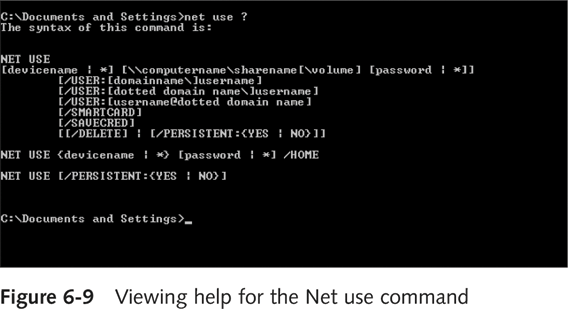 C:\Documents and Settings>net use ?
The syntax of this command is:
NET USE
[devicename | *] [\\computername\sharename[\volume] [password | *]]
[/USER:[domainname\]username]
[/USER:[dotted domain name\]username]
[/USER:[username@dotted domain name]
[/SMARTCARD]
[/SAVECRED]
[[/DELETE] | [/PERSISTENT:{YES | NO}]]
NET USE {devicename | *} [password | *] /HOME
NET USE [/PERSISTENT:{YES | NO}]
C:\Documents and Settings>_
Figure 6-9 Viewing help for the Net use command